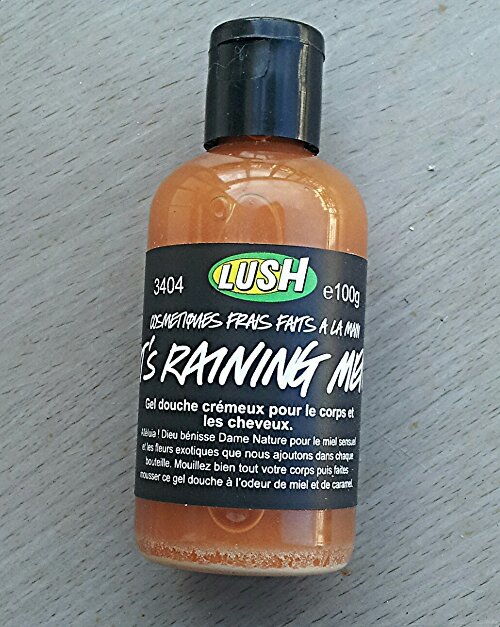 3404 LUSH e100g
COSMETIQUES FRAIS FAITS A LA MAIN
T'S RAINING ME
Gel douche crémeux pour le corps et
les cheveux.
Alléluia ! Dieu bénisse Dame Nature pour le miel sensuel
et les fleurs exotiques que nous ajoutons dans chaque
bouteille. Mouillez bien tout votre corps puis faites
mousser ce gel douche à l'odeur de miel et de caramel.